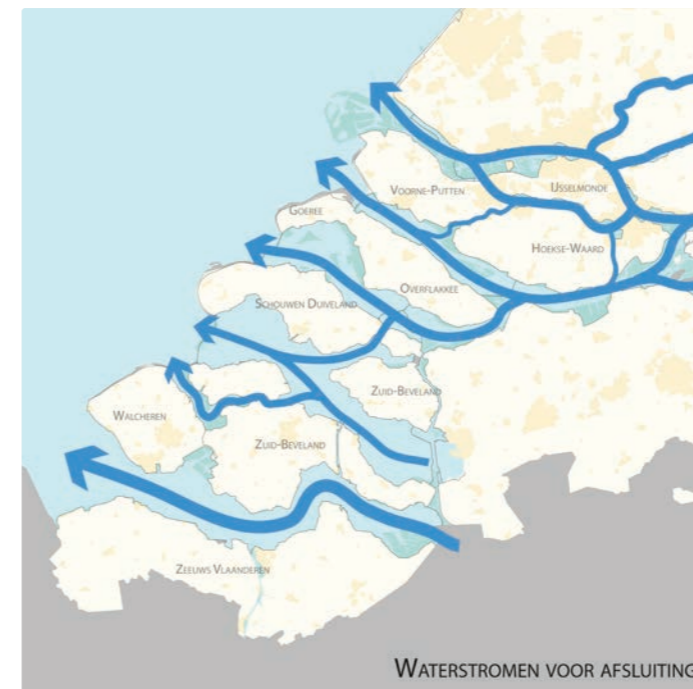 Voorne-Putten
IJsselmonde
Goeree
Hoekse-Waard
Overflakkee
Schouwen Duiveland
Zuid-Beveland
Walcheren
Zuid-Beveland
Zeeuws Vlaanderen
Waterstromen voor afsluiting